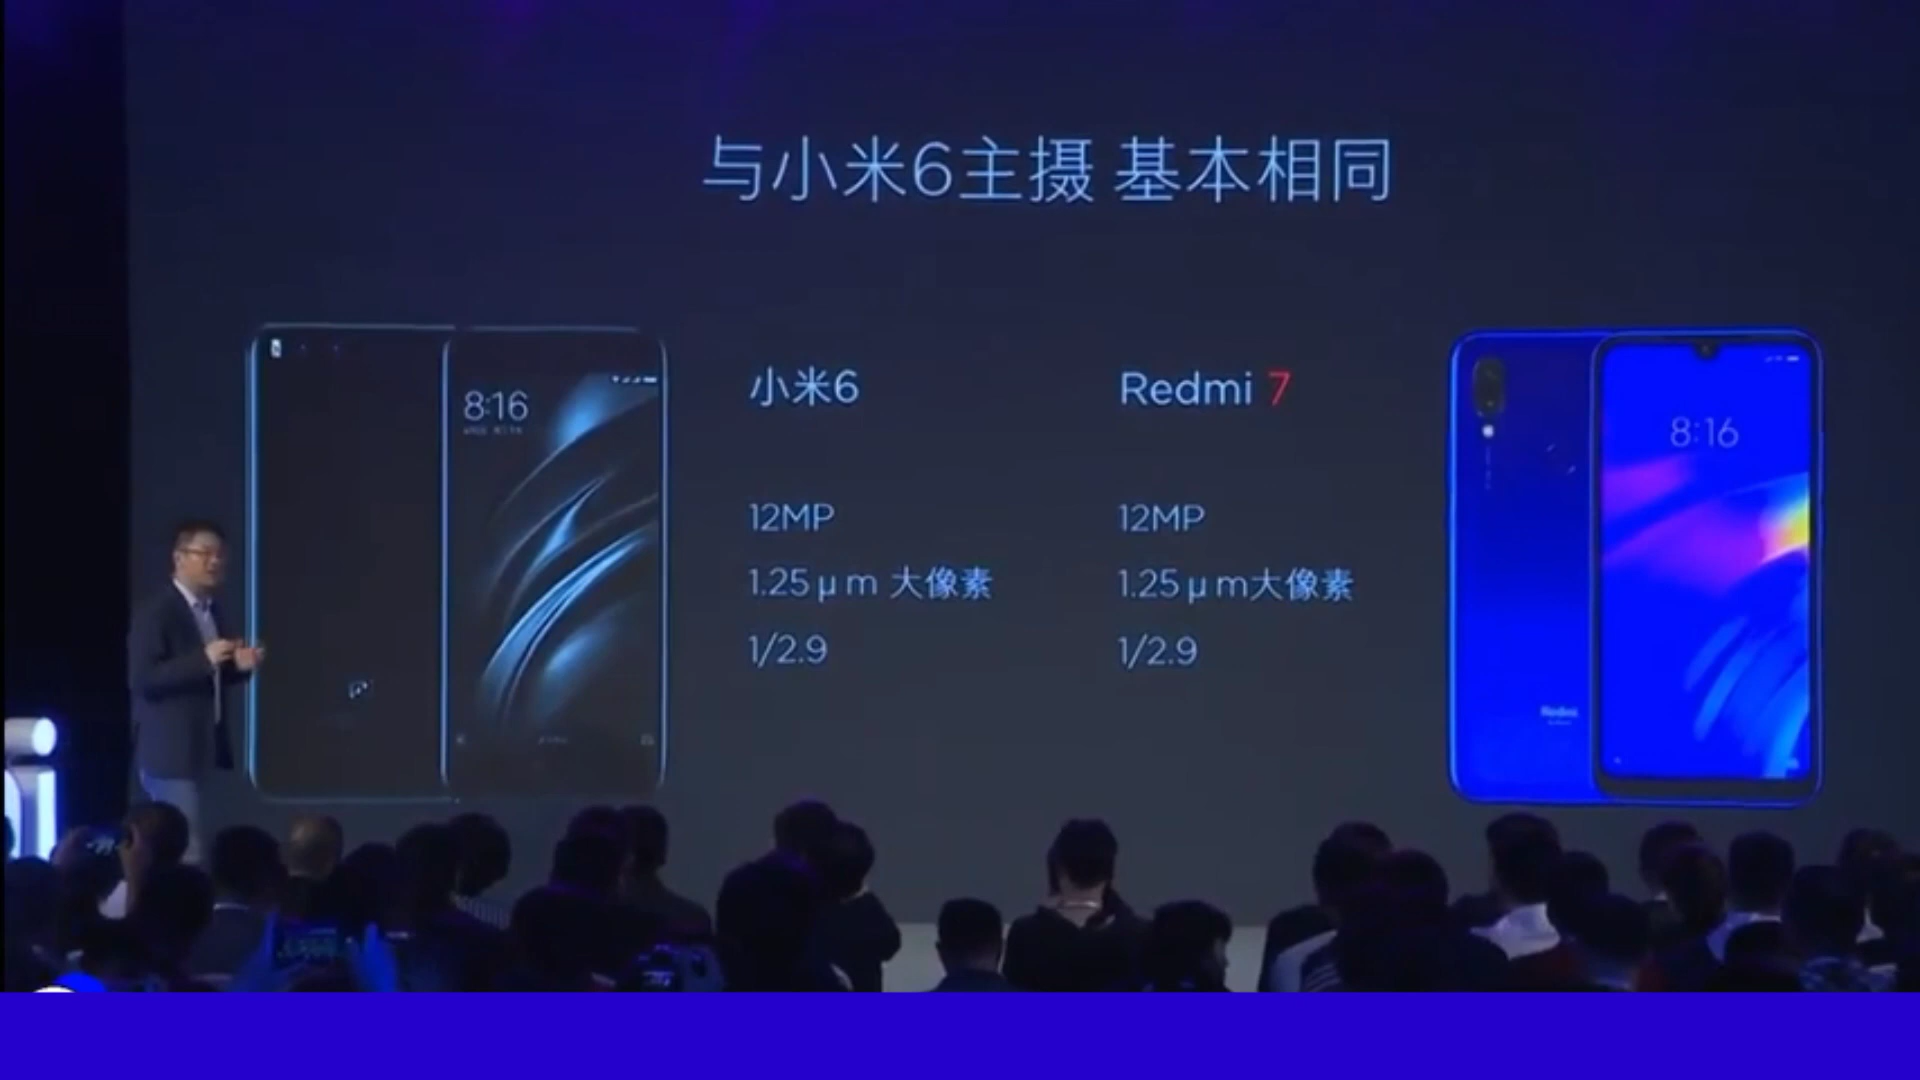 与小米6主摄 基本相同
小米6
Redmi 7
12MP
12MP
1.25μm 大像素
1.25μm大像素
1/2.9
1/2.9
8:16
8:16
Redmi